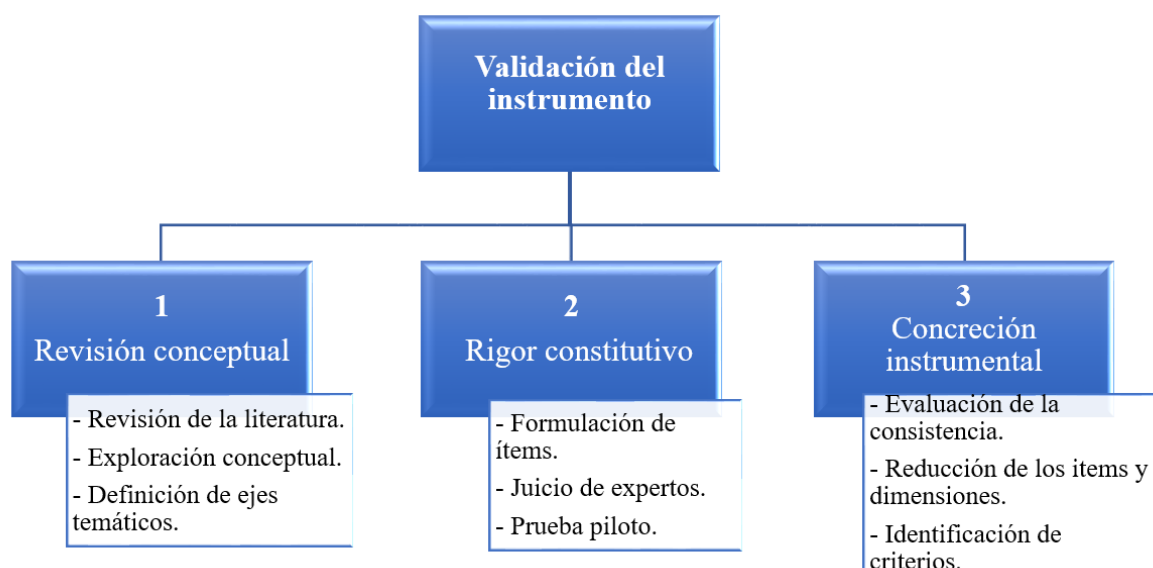 Validación del
instrumento
1
Revisión conceptual
- Revisión de la literatura.
- Exploración conceptual.
- Definición de ejes
temáticos.
2
Rigor constitutivo
- Formulación de
ítems.
- Juicio de expertos.
- Prueba piloto.
3
Concreción
instrumental
- Evaluación de la
consistencia.
- Reducción de los items y
dimensiones.
- Identificación de
criterios.